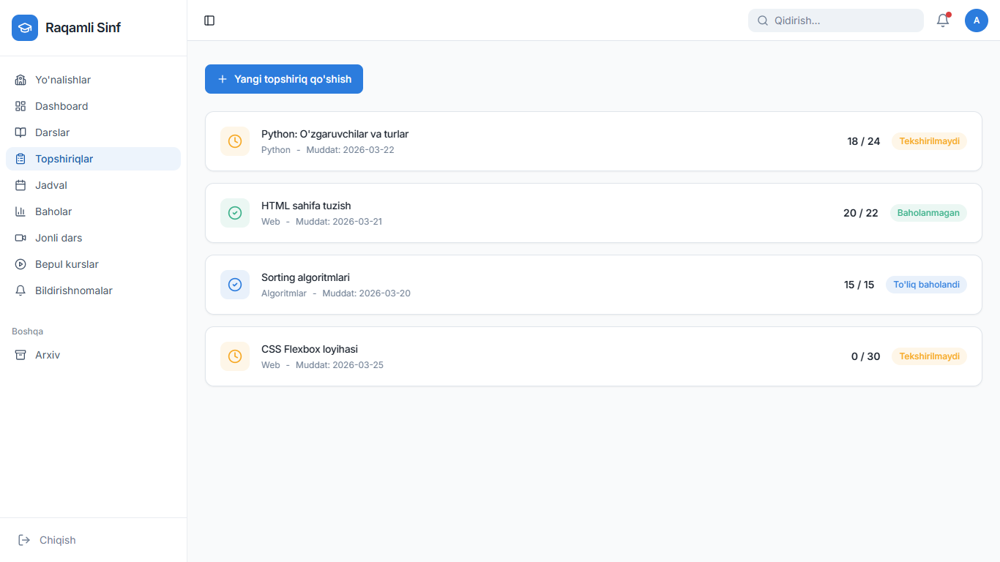 Raqamli Sinf
Qidirish...
A
Yo'nalishlar
Dashboard
Darslar
Topshiriqlar
Jadval
Baholar
Jonli dars
Bepul kurslar
Bildirishnomalar
Boshqa
Arxiv
Chiqish
Yangi topshiriq qo'shish
Python: O'zgaruvchilar va turlar
Python - Muddat: 2026-03-22
18 / 24
Tekshirilmaydi
HTML sahifa tuzish
Web - Muddat: 2026-03-21
20 / 22
Baholanmagan
Sorting algoritmlari
Algoritmlar - Muddat: 2026-03-20
15 / 15
To'liq baholandi
CSS Flexbox loyihasi
Web - Muddat: 2026-03-25
0 / 30
Tekshirilmaydi